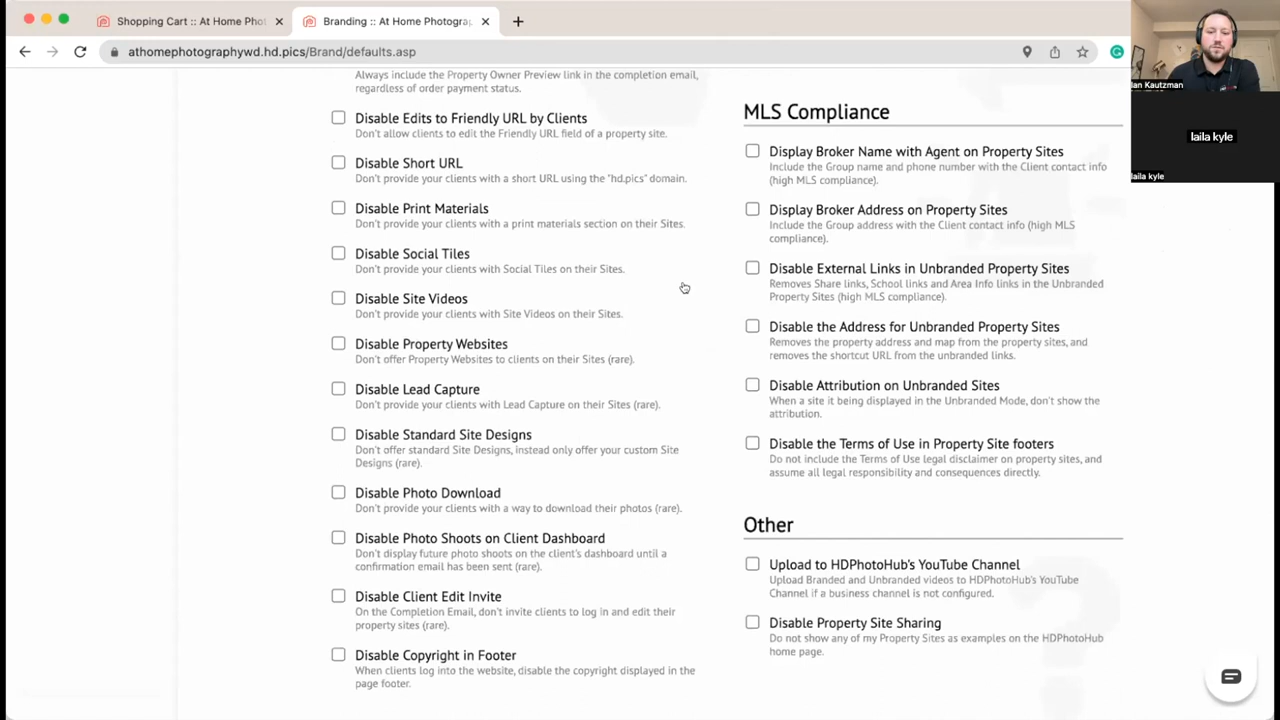 Shopping Cart :: At Home Phot
Branding :: At Home Photogra
athomephotographywd.hd.pics/Brand/defaults.asp
Kautzman
laila kyle
laila kyle
Always include the Property Owner Preview link in the completion email,
regardless of order payment status.
Disable Edits to Friendly URL by Clients
Don't allow clients to edit the Friendly URL field of a property site.
Disable Short URL
Don't provide your clients with a short URL using the "hd.pics" domain.
Disable Print Materials
Don't provide your clients with a print materials section on their Sites.
Disable Social Tiles
Don't provide your clients with Social Tiles on their Sites.
Disable Site Videos
Don't provide your clients with Site Videos on their Sites.
Disable Property Websites
Don't offer Property Websites to clients on their Sites (rare).
Disable Lead Capture
Don't provide your clients with Lead Capture on their Sites (rare).
Disable Standard Site Designs
Don't offer standard Site Designs, instead only offer your custom Site
Designs (rare).
Disable Photo Download
Don't provide your clients with a way to download their photos (rare).
Disable Photo Shoots on Client Dashboard
Don't display future photo shoots on the client's dashboard until a
confirmation email has been sent (rare).
Disable Client Edit Invite
On the Completion Email, don't invite clients to log in and edit their
property sites (rare).
Disable Copyright in Footer
When clients log into the website, disable the copyright displayed in the
page footer.
MLS Compliance
Display Broker Name with Agent on Property Sites
Include the Group name and phone number with the Client contact info
(high MLS compliance).
Display Broker Address on Property Sites
Include the Group address with the Client contact info (high MLS
compliance).
Disable External Links in Unbranded Property Sites
Removes Share links, School links and Area Info links in the Unbranded
Property Sites (high MLS compliance).
Disable the Address for Unbranded Property Sites
Removes the property address and map from the property sites, and
removes the shortcut URL from the unbranded links.
Disable Attribution on Unbranded Sites
When a site it being displayed in the Unbranded Mode, don't show the
attribution.
Disable the Terms of Use in Property Site footers
Do not include the Terms of Use legal disclaimer on property sites, and
assume all legal responsibility and consequences directly.
Other
Upload to HDPhotoHub's YouTube Channel
Upload Branded and Unbranded videos to HDPhotoHub's YouTube
Channel if a business channel is not configured.
Disable Property Site Sharing
Do not show any of my Property Sites as examples on the HDPhotoHub
home page.